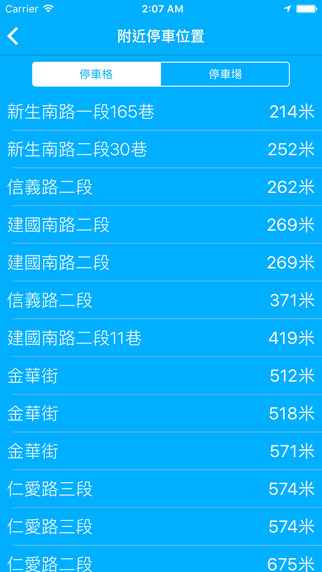 Carrier 2:07 AM
附近停車位置
停車格 停車場
新生南路一段165巷 214米
新生南路二段30巷 252米
信義路二段 262米
建國南路二段 269米
建國南路二段 269米
信義路二段 371米
建國南路二段11巷 419米
金華街 512米
金華街 518米
金華街 571米
仁愛路三段 574米
仁愛路三段 574米
仁愛路二段 675米